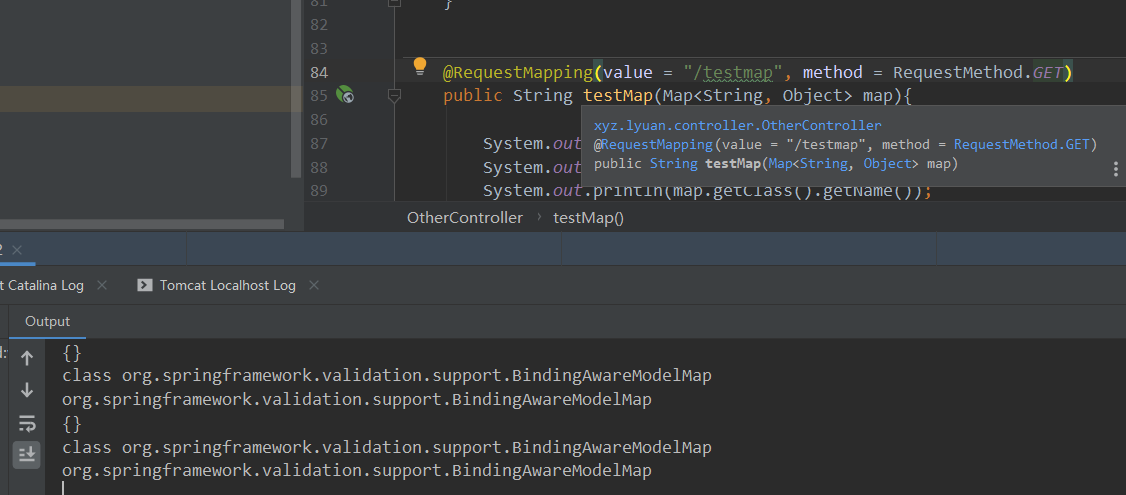 81 }
82
83
84 @RequestMapping(value = "/testmap", method = RequestMethod.GET)
85 public String testMap(Map<String, Object> map){
86
xyz.lyuan.controller.OtherController
87 System.out
@RequestMapping(value = "/testmap", method = RequestMethod.GET)
88 System.out
public String testMap(Map<String, Object> map)
89 System.out.println(map.getClass().getName());
OtherController › testMap()
t Catalina Log Tomcat Localhost Log
Output
{}
class org.springframework.validation.support.BindingAwareModelMap
org.springframework.validation.support.BindingAwareModelMap
{}
class org.springframework.validation.support.BindingAwareModelMap
org.springframework.validation.support.BindingAwareModelMap